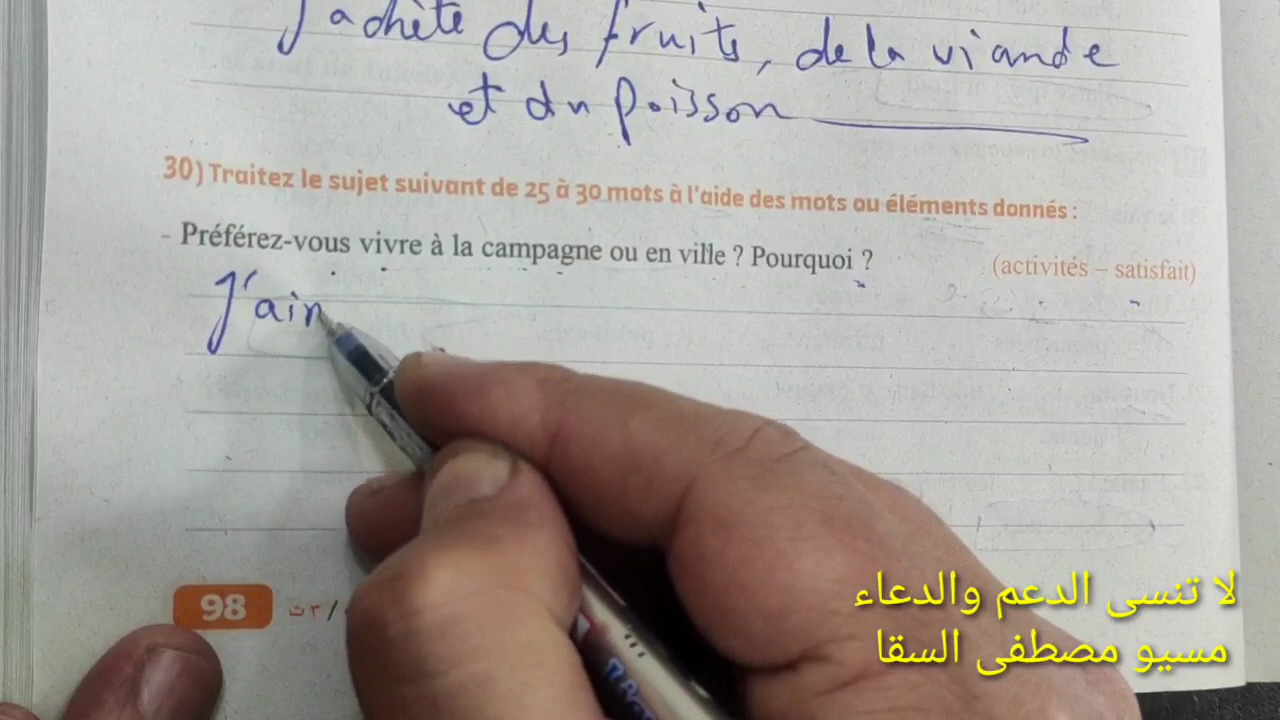 J'achète des fruits, de la viande
et du poisson
30) Traitez le sujet suivant de 25 à 30 mots à l'aide des mots ou éléments donnés :
- Préférez-vous vivre à la campagne ou en ville ? Pourquoi ? (activités – satisfait)
J'aim
98
لا تنسى الدعم والدعاء
مسيو مصطفى السقا